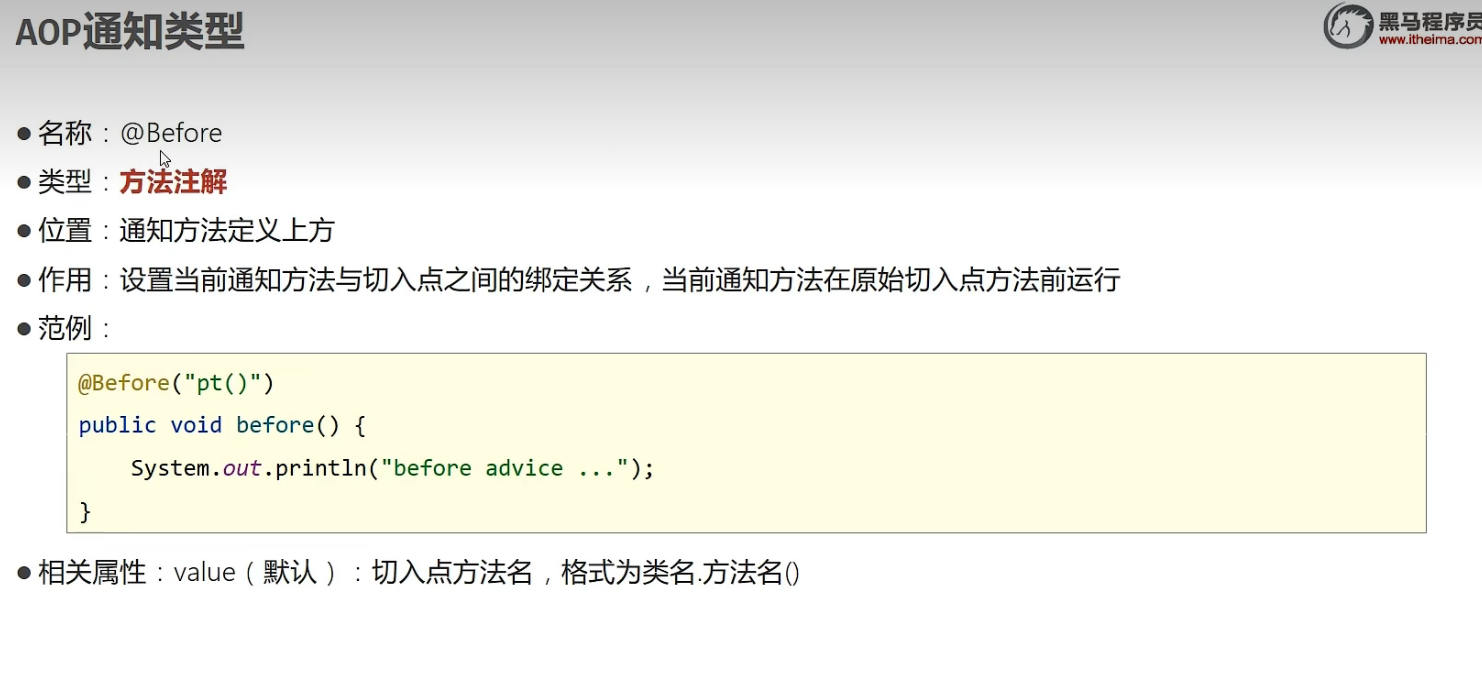 AOP通知类型
黑马程序员
www.itheima.com
● 名称：@Before
● 类型：方法注解
● 位置：通知方法定义上方
● 作用：设置当前通知方法与切入点之间的绑定关系，当前通知方法在原始切入点方法前运行
● 范例：
@Before("pt()")
public void before() {
    System.out.println("before advice ...");
}
● 相关属性：value（默认）：切入点方法名，格式为类名.方法名()